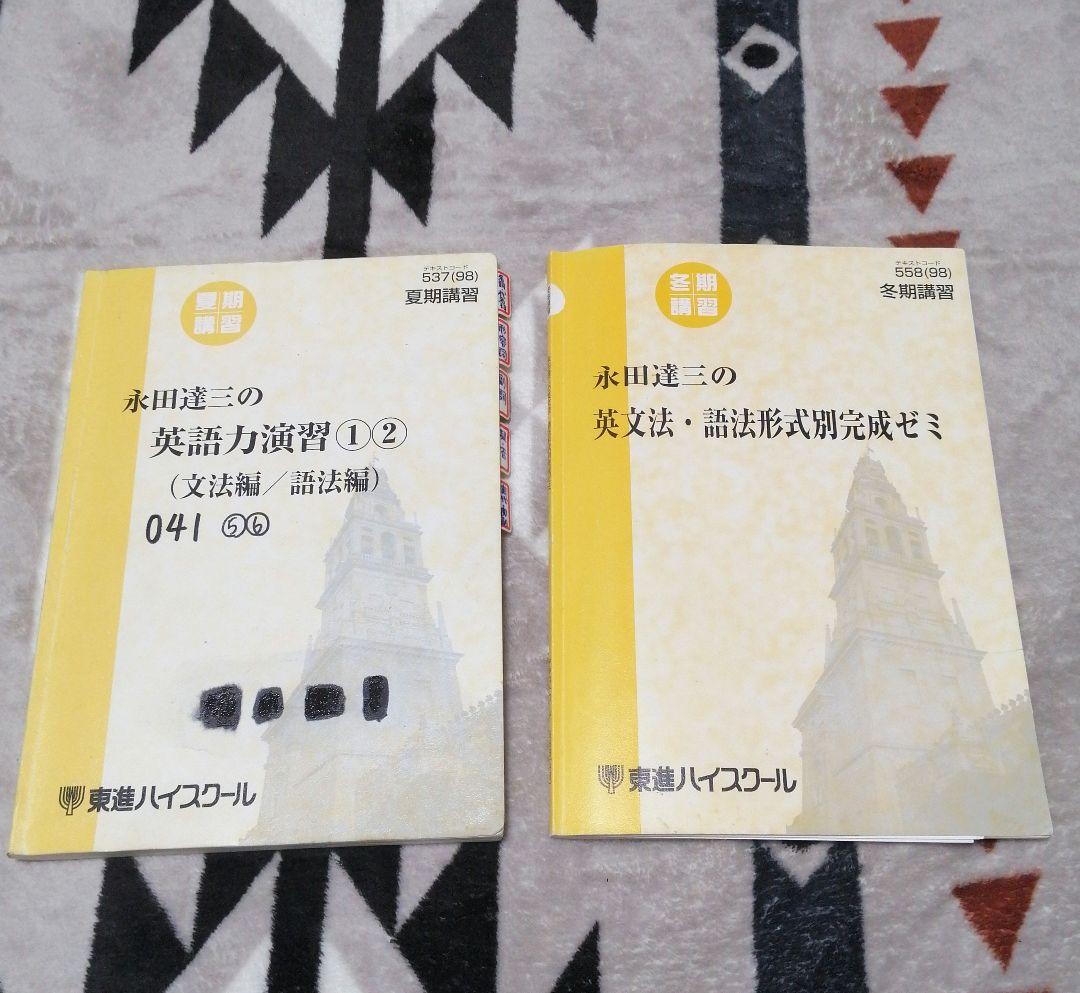 テキストコード
537(98)
夏期講習
夏期
講習
永田達三の
英語力演習①②
(文法編／語法編)
041 ⑤⑥
東進ハイスクール
テキストコード
558(98)
冬期講習
冬期
講習
永田達三の
英文法・語法形式別完成ゼミ
東進ハイスクール